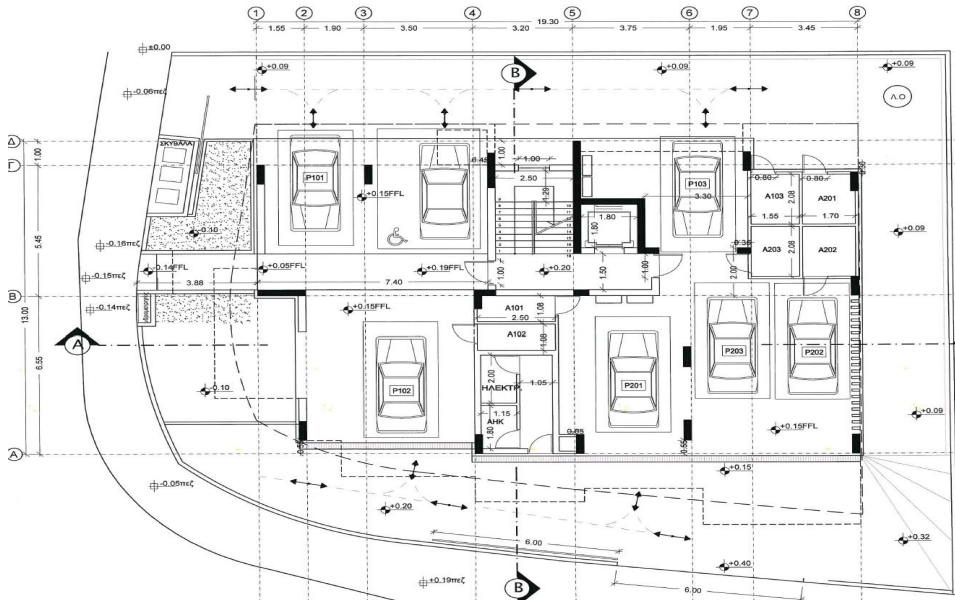 1 2 3 4 5 6 7 8
19.30
1.55 1.90 3.50 3.20 3.75 1.95 3.45
±0.00
+0.09 +0.09 +0.09
B
-0.06πεζ
Λ.Ο
Δ
1.00
Γ
ΣΚΥΒΑΛΑ
1.00
1.00
0.45
2.50
1.29
P101
+0.15FFL
P103
3.30
0.80 0.80
A103 2.08 A201
1.55 1.70
1.80
1.80
-0.10
5.45
-0.16πεζ
+0.09
A203 2.08 A202
-0.14FFL +0.05FFL +0.19FFL +0.20
-0.15πεζ
1.00 1.50 1.00 2.00
3.88 7.40
B
-0.14πεζ
+0.15FFL
A101 1.08
2.50
A102 1.08
13.00
A
6.55
P203 P202
P102
P201
2.00
ΗΛΕΚΤΡ.
1.05
-0.10
1.15
ΑΗΚ
1.80
+0.09
+0.15FFL
A
+0.15
-0.05πεζ
+0.20
6.00
+0.32
+0.40
+0.19πεζ
B
6.00